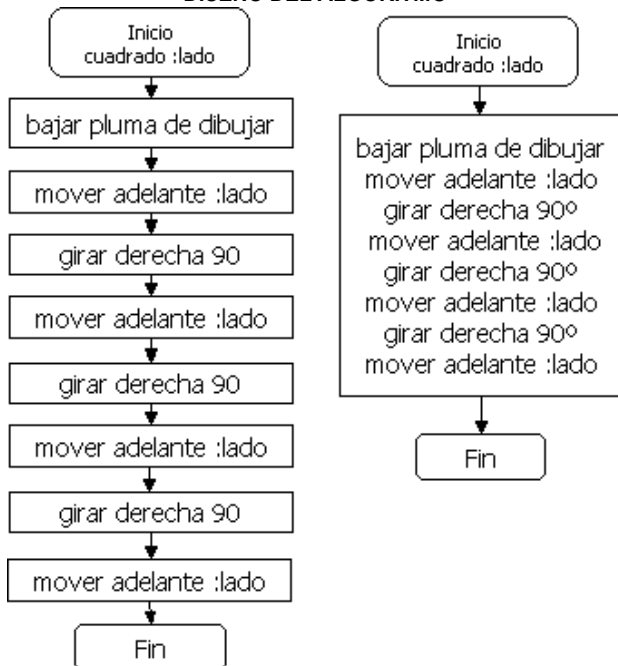 Inicio
cuadrado :lado
bajar pluma de dibujar
mover adelante :lado
girar derecha 90
mover adelante :lado
girar derecha 90
mover adelante :lado
girar derecha 90
mover adelante :lado
Fin
Inicio
cuadrado :lado
bajar pluma de dibujar
mover adelante :lado
girar derecha 90º
mover adelante :lado
girar derecha 90º
mover adelante :lado
girar derecha 90º
mover adelante :lado
Fin